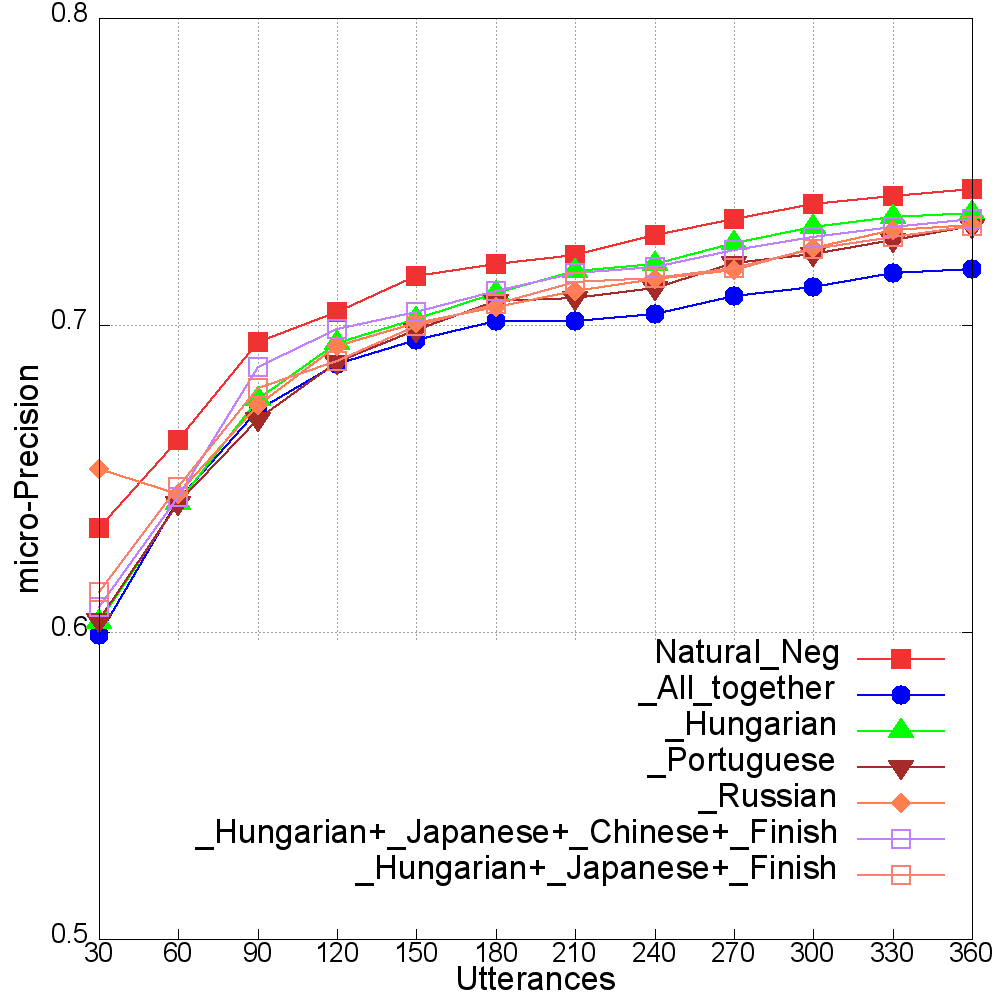 0.8
0.7
0.6
0.5
micro-Precision
Natural_Neg
_All_together
_Hungarian
_Portuguese
_Russian
_Hungarian+_Japanese+_Chinese+_Finish
_Hungarian+_Japanese+_Finish
30 60 90 120 150 180 210 240 270 300 330 360
Utterances